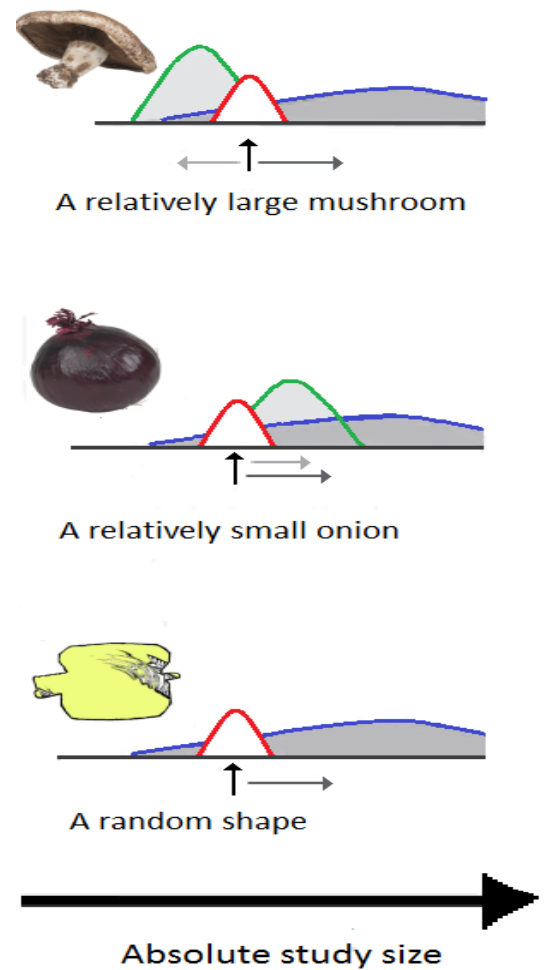 A relatively large mushroom
A relatively small onion
A random shape
Absolute study size